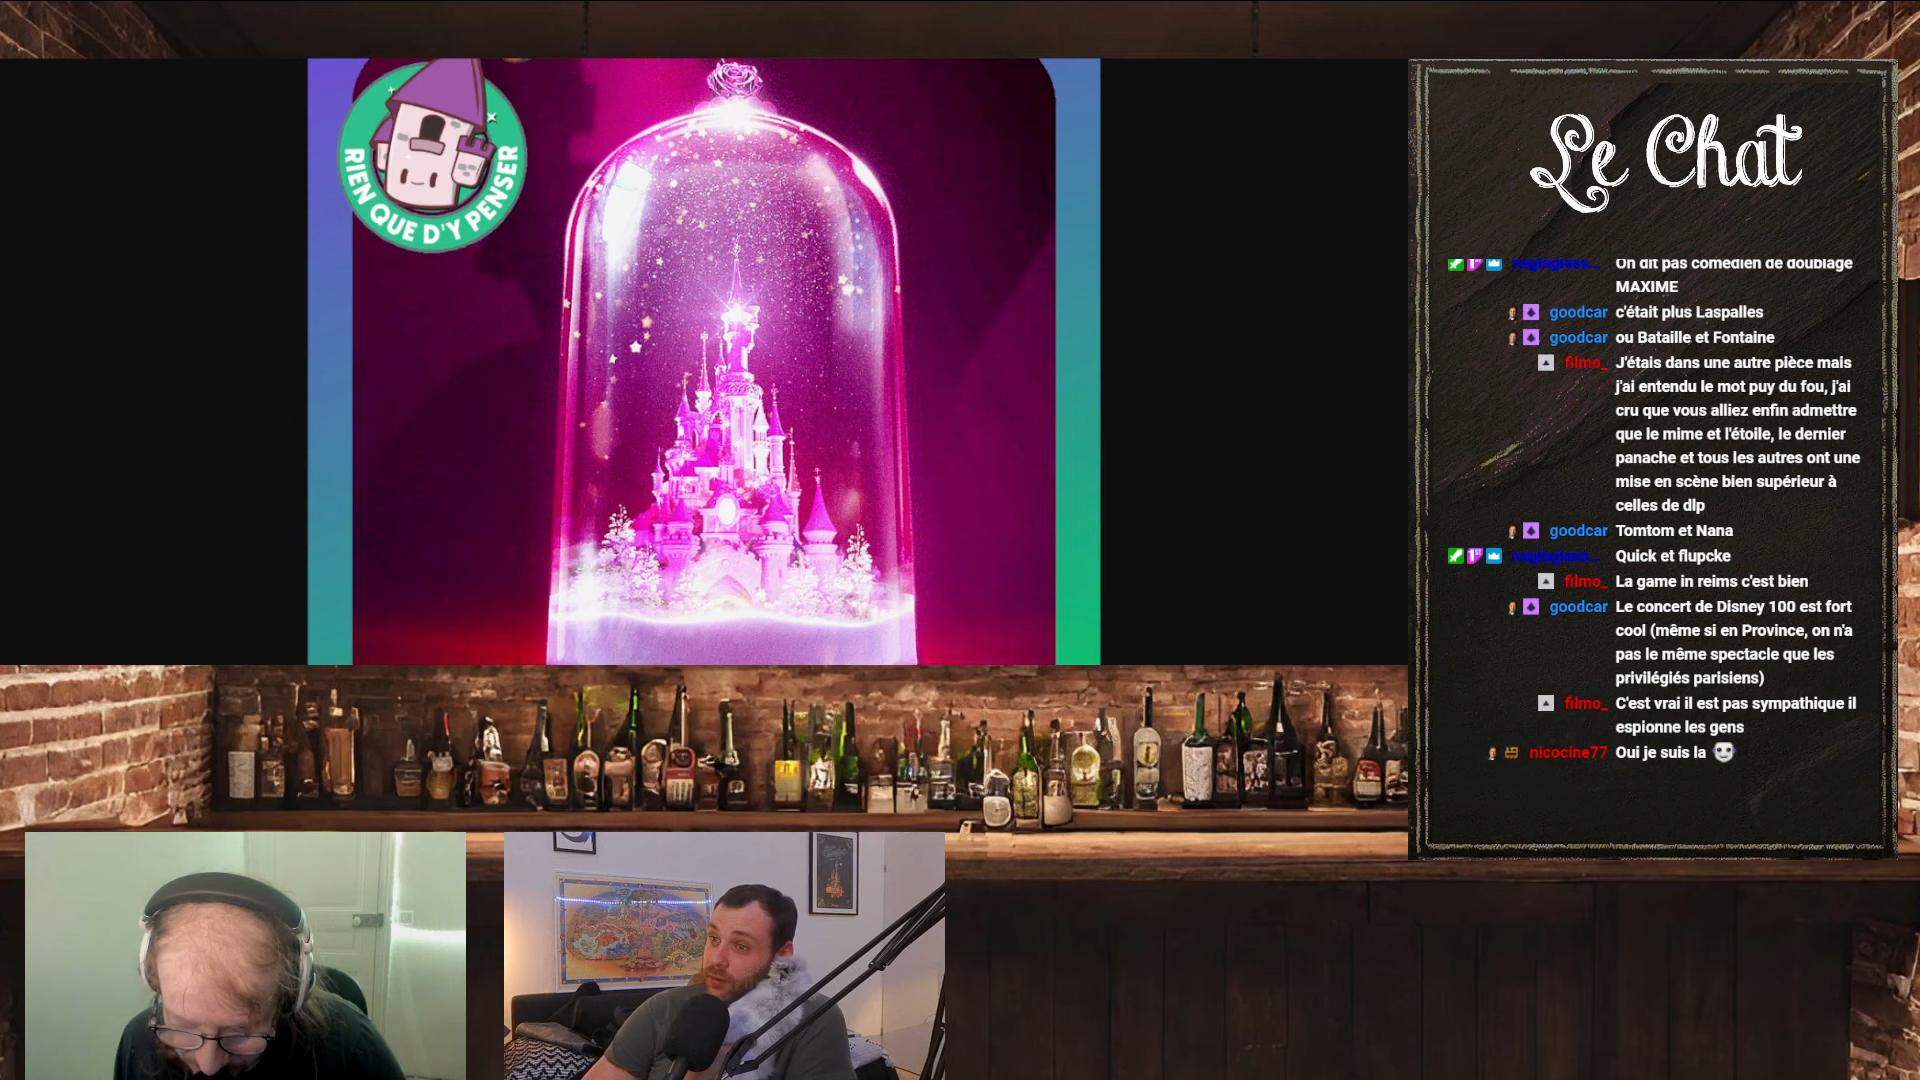 RIEN QUE D'Y PENSER
Le Chat
On dit pas comedien de doublage
MAXIME
goodcar c'était plus Laspalles
goodcar ou Bataille et Fontaine
filmo_ J'étais dans une autre pièce mais
j'ai entendu le mot puy du fou, j'ai
cru que vous alliez enfin admettre
que le mime et l'étoile, le dernier
panache et tous les autres ont une
mise en scène bien supérieur à
celles de dlp
goodcar Tomtom et Nana
Quick et flupcke
filmo_ La game in reims c'est bien
goodcar Le concert de Disney 100 est fort
cool (même si en Province, on n'a
pas le même spectacle que les
privilégiés parisiens)
filmo_ C'est vrai il est pas sympathique il
espionne les gens
nicocine77 Oui je suis la